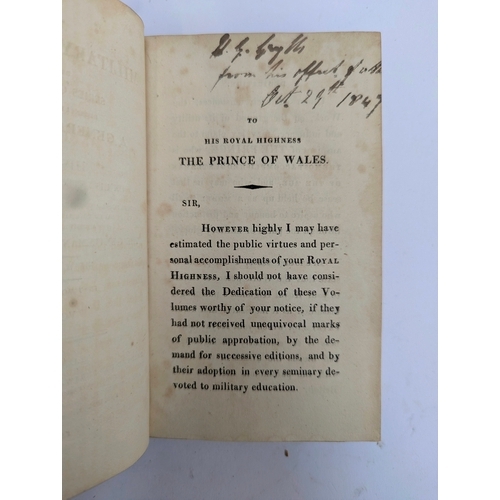 from his
Oct 29th 1847
TO
HIS ROYAL HIGHNESS
THE PRINCE OF WALES.
SIR,
HOWEVER highly I may have
estimated the public virtues and per-
sonal accomplishments of your ROYAL
HIGHNESS, I should not have consi-
dered the Dedication of these Vo-
lumes worthy of your notice, if they
had not received unequivocal marks
of public approbation, by the de-
mand for successive editions, and by
their adoption in every seminary de-
voted to military education.